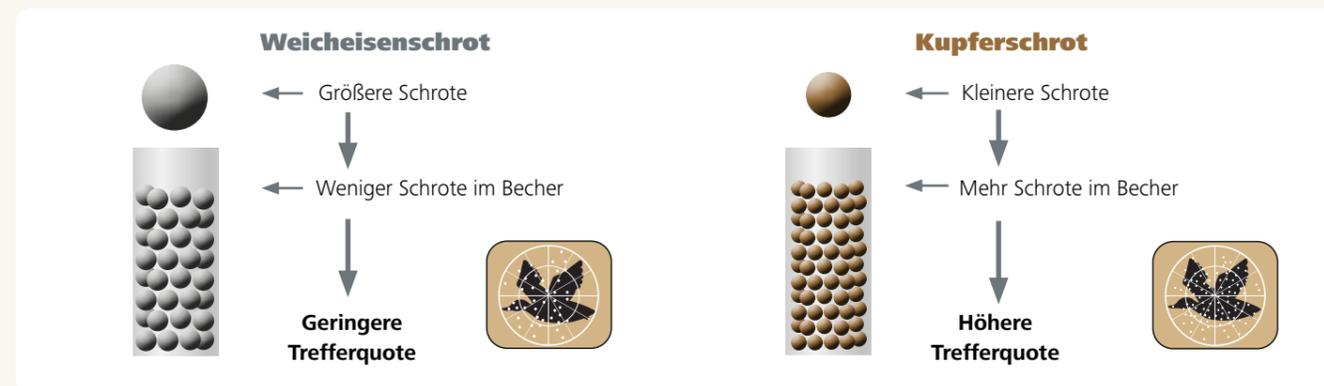 Weicheisenschrot
Größere Schrote
Weniger Schrote im Becher
Geringere
Trefferquote
Kupferschrot
Kleinere Schrote
Mehr Schrote im Becher
Höhere
Trefferquote